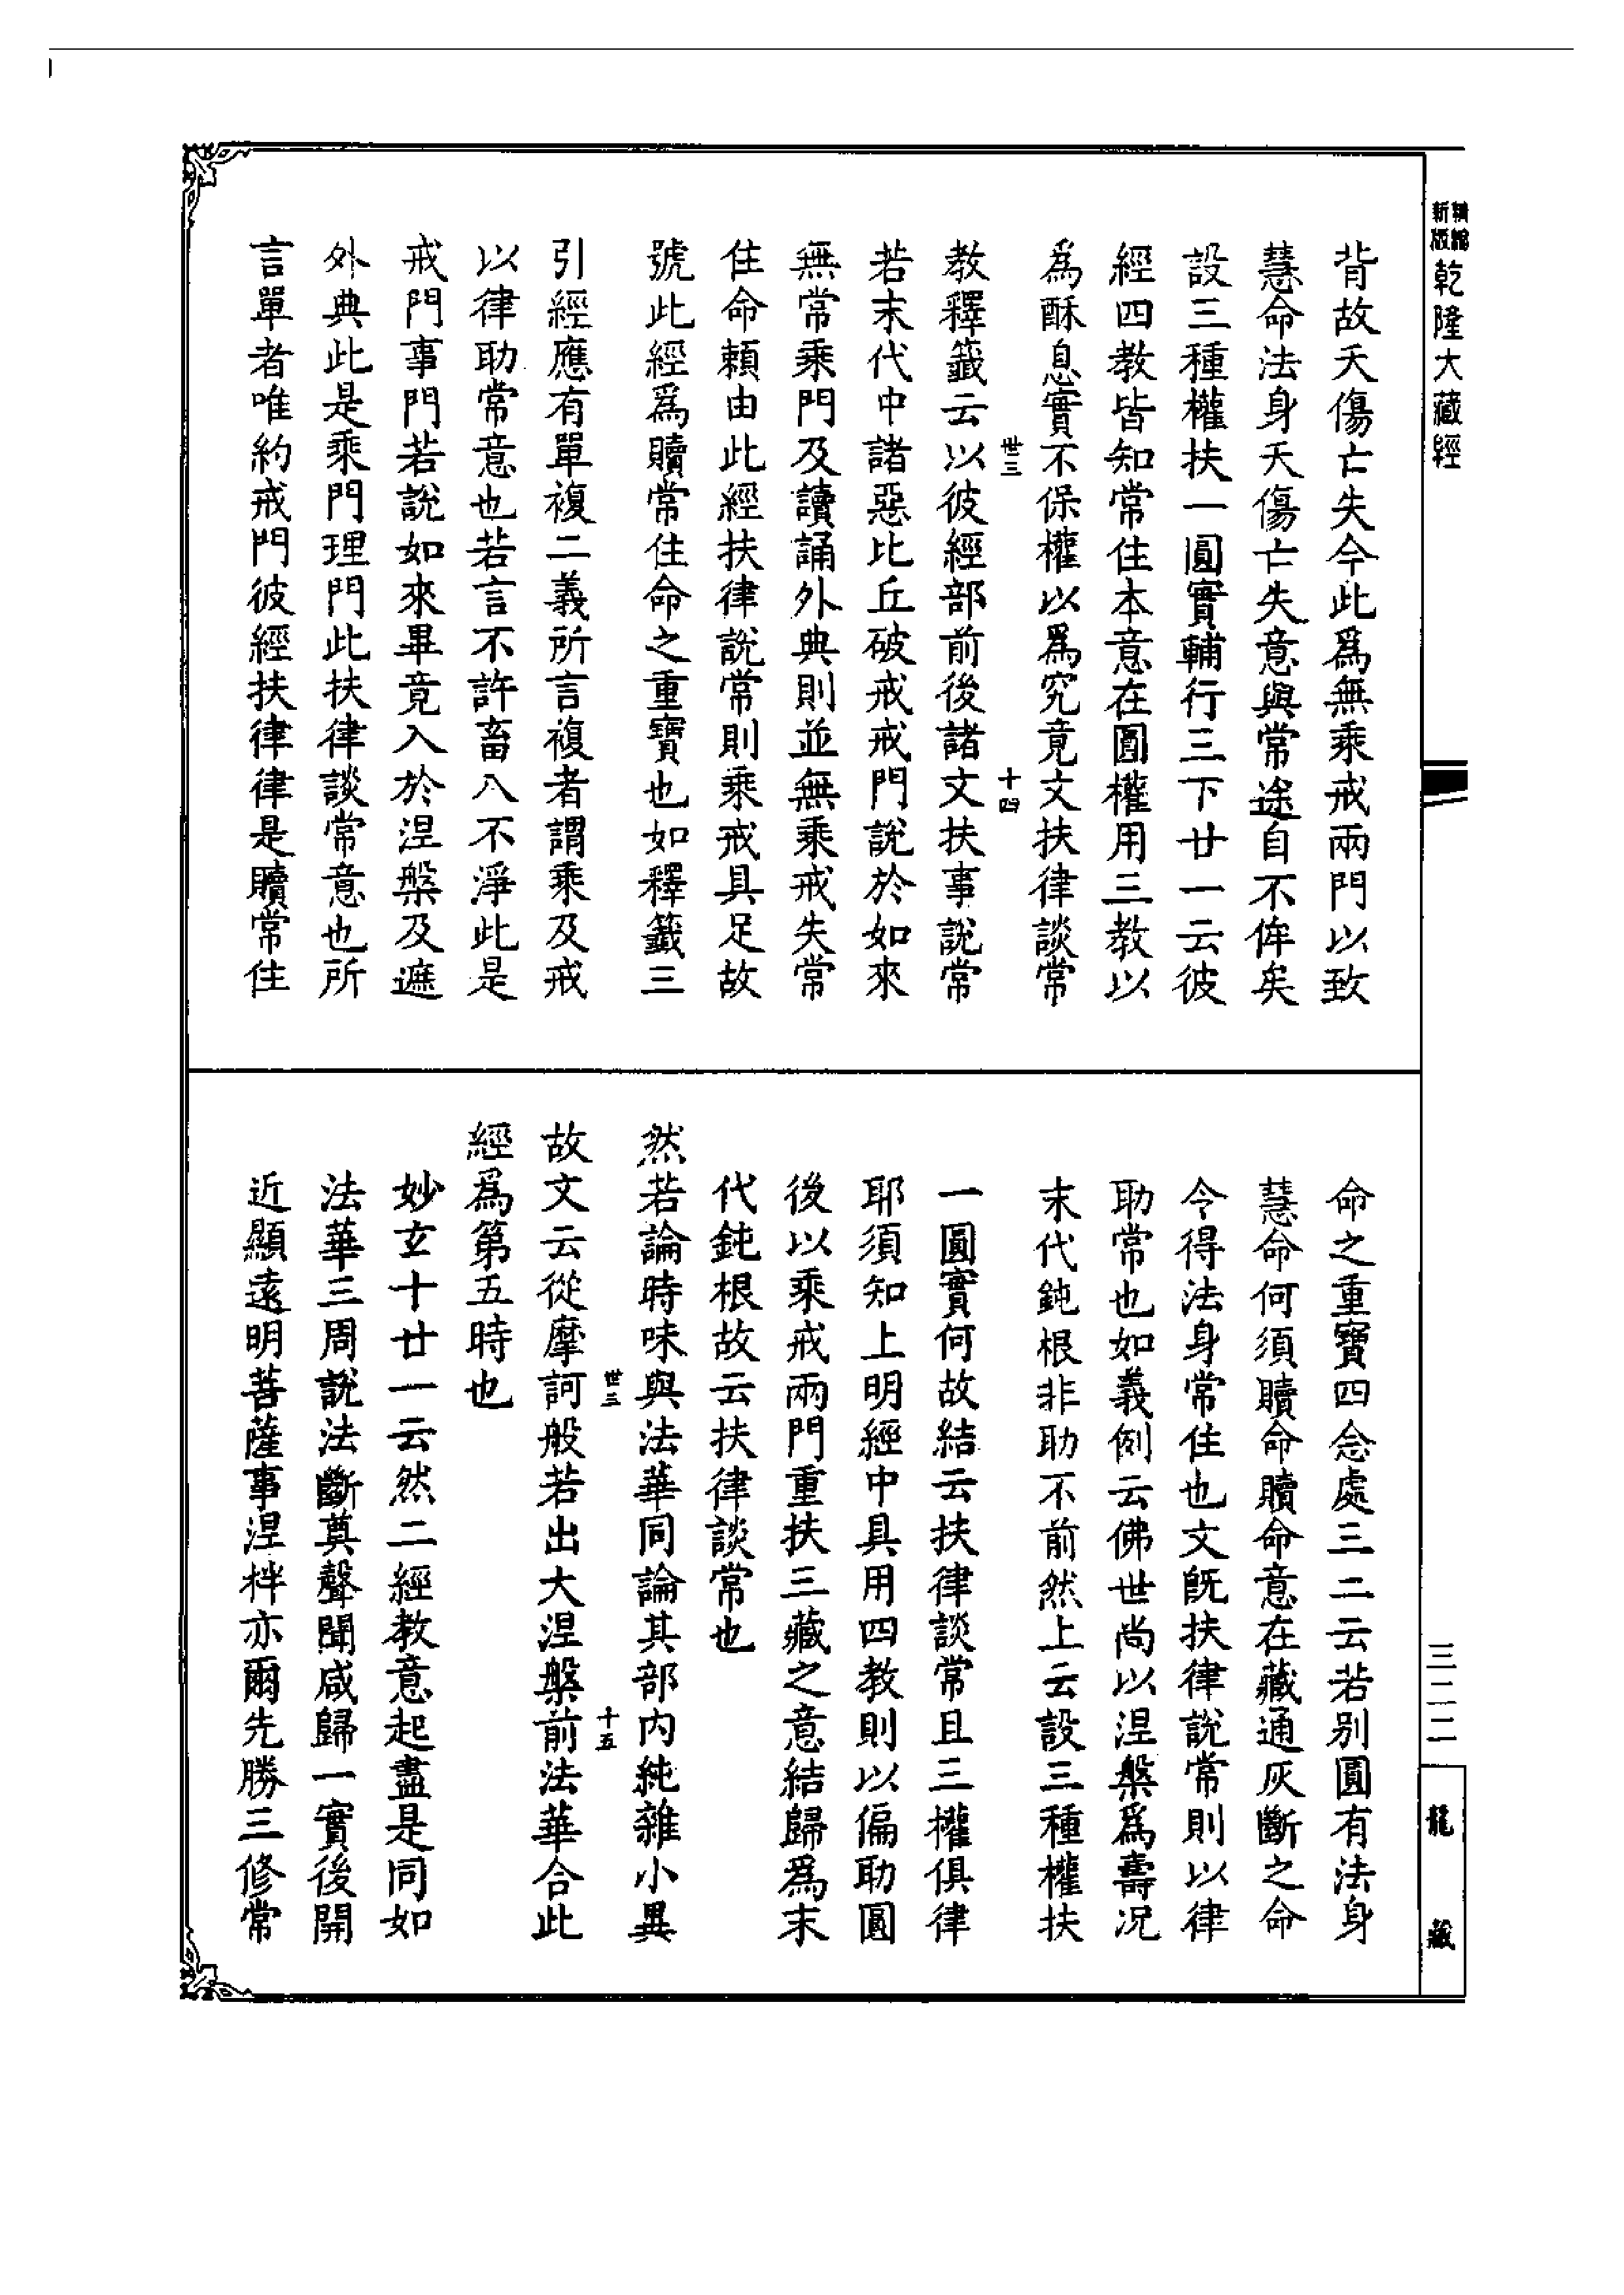 新編
縮版
乾隆大藏經
背故夭傷亡失今此爲無乘戒兩門以致
慧命法身夭傷亡失意與常途自不侔矣
設三種權扶一圓實輔行三下廿一云彼
經四教皆知常住本意在圓權用三教以
爲酥息實不保權以爲究竟文扶律談常
世三
十四
教釋籤云以彼經部前後諸文扶事說常
若末代中諸惡比丘破戒戒門說於如來
無常乘門及讀誦外典則並無乘戒失常
住命賴由此經扶律說常則乘戒具足故
號此經爲贖常住命之重寶也如釋籤三
引經應有單複二義所言複者謂乘及戒
以律助常意也若言不許畜八不淨此是
戒門事門若說如來畢竟入於涅槃及遮
外典此是乘門理門此扶律談常意也所
言單者唯約戒門彼經扶律律是贖常住
命之重寶四念處三二云若别圓有法身
慧命何須贖命贖命意在藏通灰斷之命
令得法身常住也文既扶律說常則以律
助常也如義例云佛世尚以涅槃爲壽況
末代鈍根非助不前然上云設三種權扶
一圓實何故結云扶律談常且三權俱律
耶須知上明經中具用四教則以偏助圓
後以乘戒兩門重扶三藏之意結歸爲末
代鈍根故云扶律談常也
然若論時味與法華同論其部内純雜小異
世三
十五
故文云從摩訶般若出大涅槃前法華合此
經爲第五時也
妙玄十廿一云然二經教意起盡是同如
法華三周說法斷奠聲聞咸歸一實後開
近顯遠明菩薩事涅柈亦爾先勝三修常
三二二
龍藏